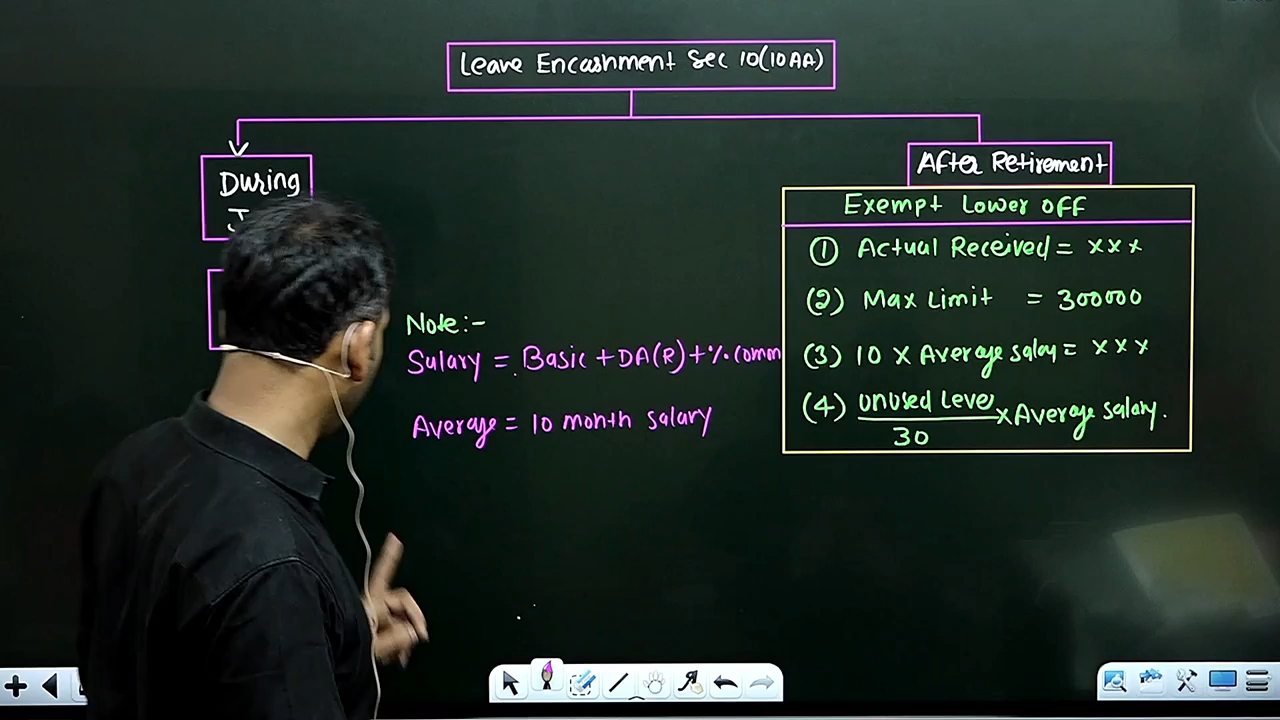 Leave Encashment Sec 10(10AA)
During
After Retirement
Exempt Lower off
① Actual Received = xxx
(2) Max Limit = 300000
(3) 10 x Average salay = xxx
(4) Unused Leve/30 x Average salary.
Note:-
Salary = Basic + DA(R) + %.Comm
Average = 10 month salary